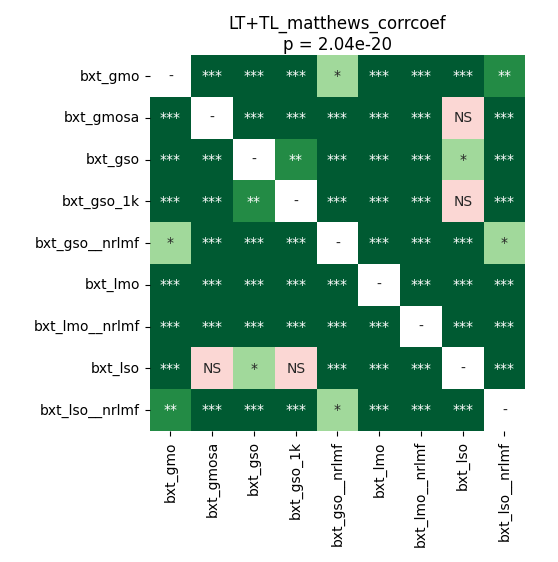 LT+TL_matthews_corrcoef
p = 2.04e-20
bxt_gmo - *** *** *** * *** *** *** **
bxt_gmosa *** - *** *** *** *** *** NS ***
bxt_gso *** *** - ** *** *** *** * ***
bxt_gso_1k *** *** ** - *** *** *** NS ***
bxt_gso__nrlmf * *** *** *** - *** *** *** *
bxt_lmo *** *** *** *** *** - *** *** ***
bxt_lmo__nrlmf *** *** *** *** *** *** - *** ***
bxt_lso *** NS * NS *** *** *** - ***
bxt_lso__nrlmf ** *** *** *** * *** *** *** -
bxt_gmo
bxt_gmosa
bxt_gso
bxt_gso_1k
bxt_gso__nrlmf
bxt_lmo
bxt_lmo__nrlmf
bxt_lso
bxt_lso__nrlmf